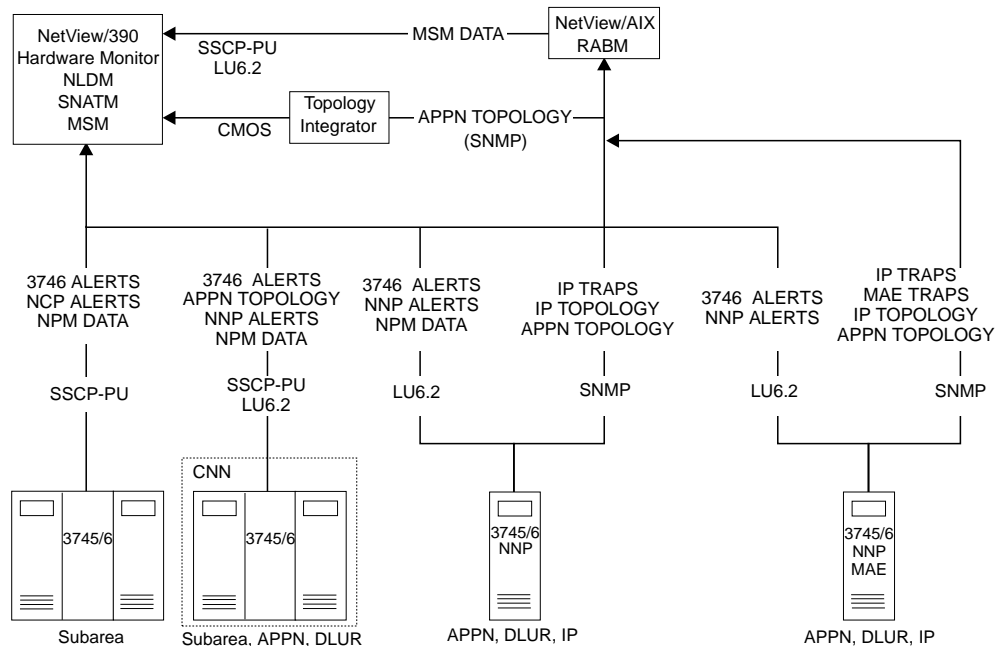 NetView/390
Hardware Monitor
NLDM
SNATM
MSM
SSCP-PU
LU6.2
MSM DATA
NetView/AIX
RABM
CMOS
Topology
Integrator
APPN TOPOLOGY
(SNMP)
3746 ALERTS
NCP ALERTS
NPM DATA
3746 ALERTS
APPN TOPOLOGY
NNP ALERTS
NPM DATA
3746 ALERTS
NNP ALERTS
NPM DATA
IP TRAPS
IP TOPOLOGY
APPN TOPOLOGY
3746 ALERTS
NNP ALERTS
IP TRAPS
MAE TRAPS
IP TOPOLOGY
APPN TOPOLOGY
SSCP-PU
SSCP-PU
LU6.2
LU6.2
SNMP
LU6.2
SNMP
CNN
3745/6
3745/6
3745/6
NNP
3745/6
NNP
MAE
Subarea
Subarea, APPN, DLUR
APPN, DLUR, IP
APPN, DLUR, IP